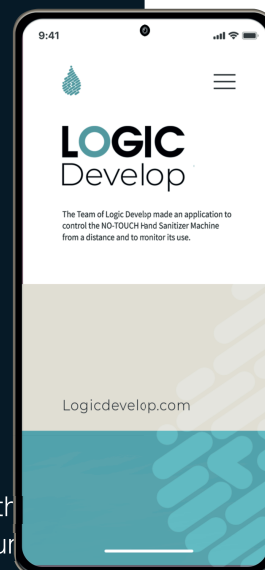 9:41
LOGIC
Develop
The Team of Logic Develop made an application to
control the NO-TOUCH Hand Sanitizer Machine
from a distance and to monitor its use.
Logicdevelop.com